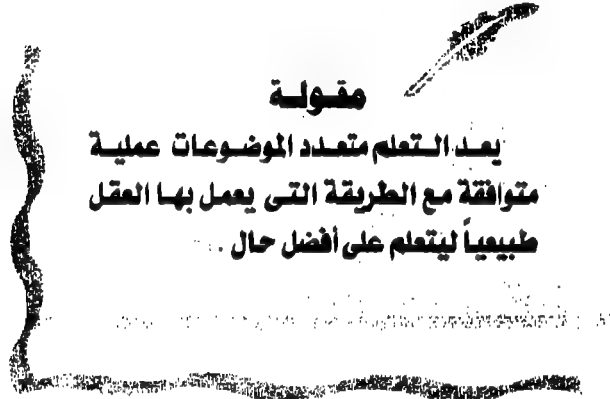 مقولة
يعد التعلم متعدد الموضوعات عملية
متوافقة مع الطريقة التى يعمل بها العقل
طبيعياً ليتعلم على أفضل حال .